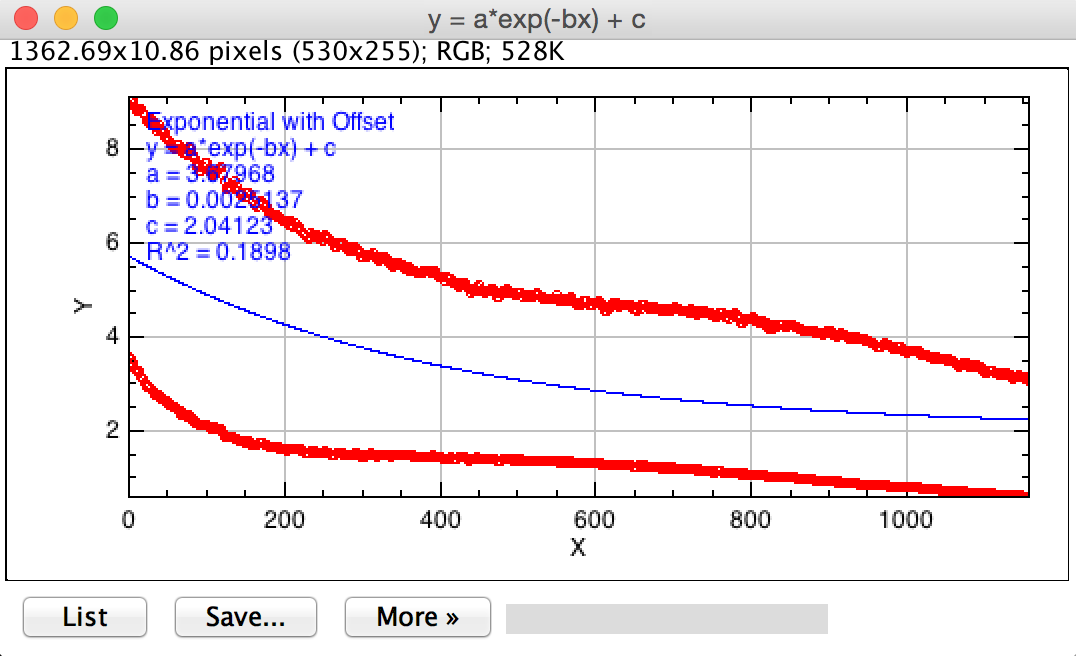 y = a*exp(-bx) + c
1362.69x10.86 pixels (530x255); RGB; 528K
Exponential with Offset
y = a*exp(-bx) + c
a = 3.67968
b = 0.0025137
c = 2.04123
R^2 = 0.1898
8
6
Y
4
2
0 200 400 600 800 1000
X
List Save... More »